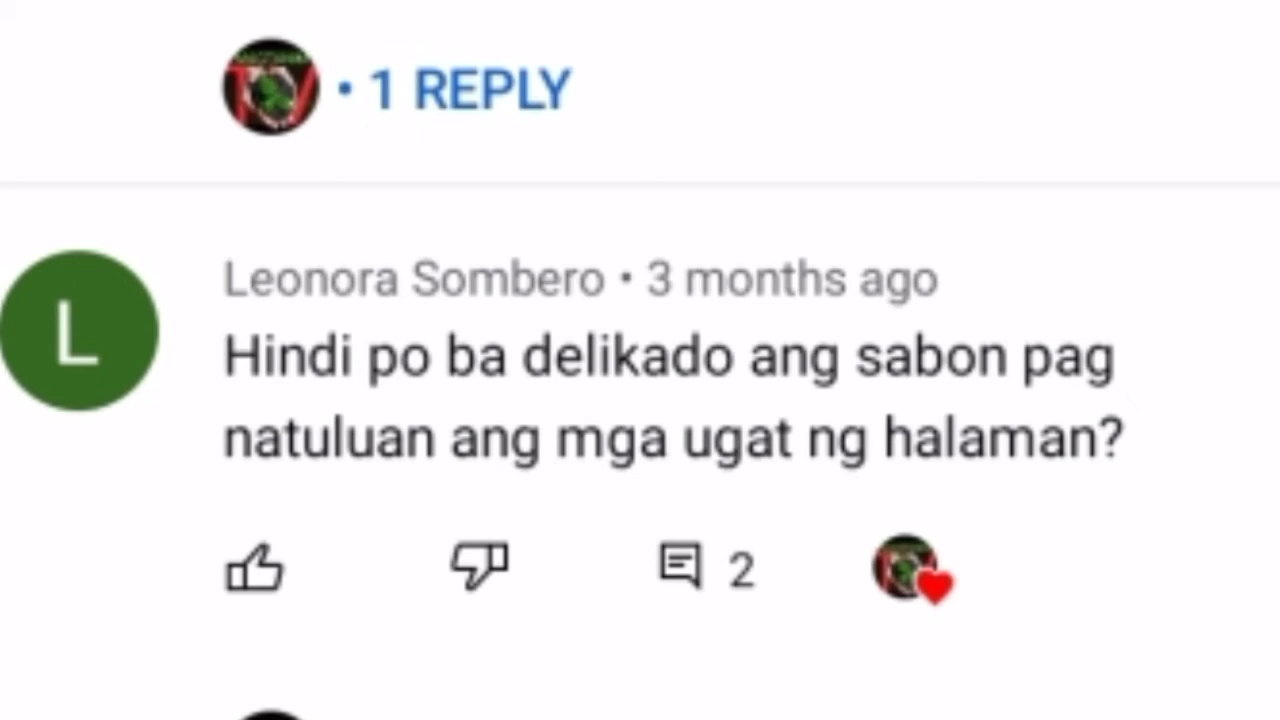 • 1 REPLY
L
Leonora Sombero • 3 months ago
Hindi po ba delikado ang sabon pag
natuluan ang mga ugat ng halaman?
2